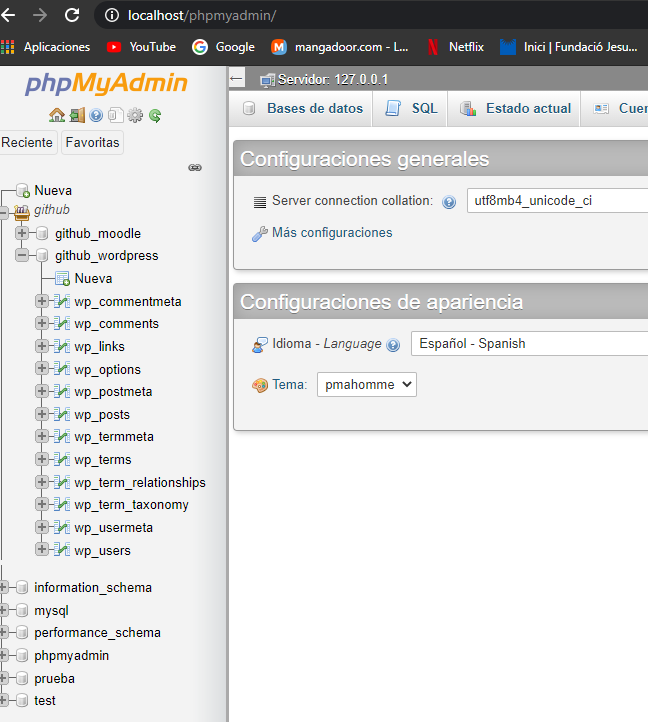 localhost/phpmyadmin/
Aplicaciones YouTube Google mangadoor.com - L... Netflix Inici | Fundació Jesu...
phpMyAdmin
Reciente Favoritas
Nueva
github
github_moodle
github_wordpress
Nueva
wp_commentmeta
wp_comments
wp_links
wp_options
wp_postmeta
wp_posts
wp_termmeta
wp_terms
wp_term_relationships
wp_term_taxonomy
wp_usermeta
wp_users
information_schema
mysql
performance_schema
phpmyadmin
prueba
test
Servidor: 127.0.0.1
Bases de datos SQL Estado actual Cuen
Configuraciones generales
Server connection collation: utf8mb4_unicode_ci
Más configuraciones
Configuraciones de apariencia
Idioma - Language Español - Spanish
Tema: pmahomme